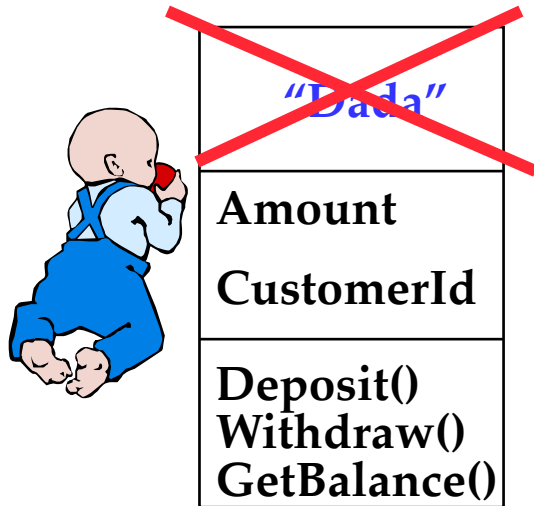 “Dada”
Amount
CustomerId
Deposit()
Withdraw()
GetBalance()